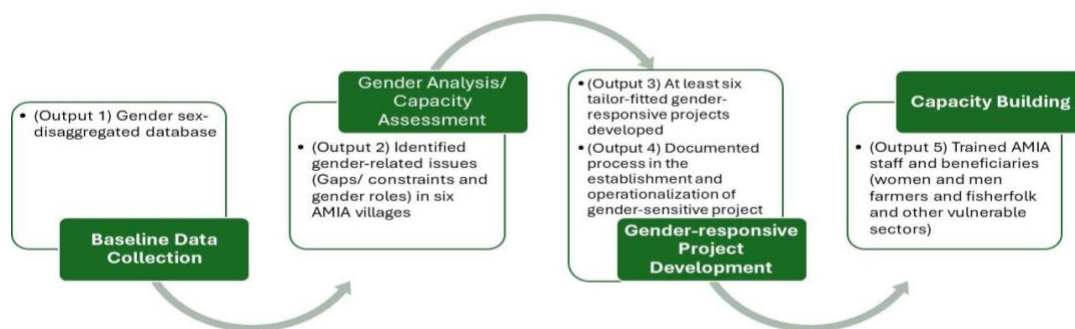 • (Output 1) Gender sex-
disaggregated database
Baseline Data
Collection
Gender Analysis/
Capacity
Assessment
• (Output 2) Identified
gender-related issues
(Gaps/ constraints and
gender roles) in six
AMIA villages
• (Output 3) At least six
tailor-fitted gender-
responsive projects
developed
• (Output 4) Documented
process in the
establishment and
operationalization of
gender-sensitive project
Gender-responsive
Project
Development
Capacity Building
• (Output 5) Trained AMIA
staff and beneficiaries
(women and men
farmers and fisherfolk
and other vulnerable
sectors)